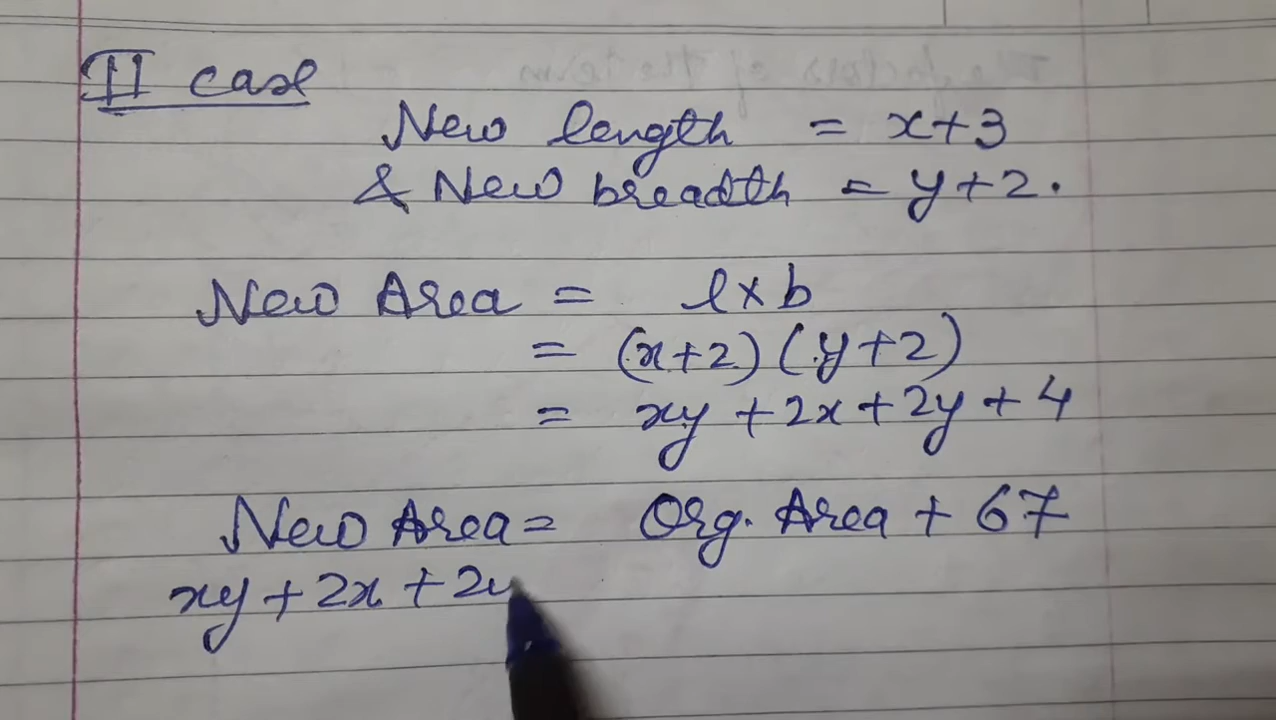 II case
New length = x+3
& New breadth = y+2.
New Area = l×b
= (x+2) (y+2)
= xy + 2x + 2y + 4
New Area = Org. Area + 67
xy + 2x + 2y